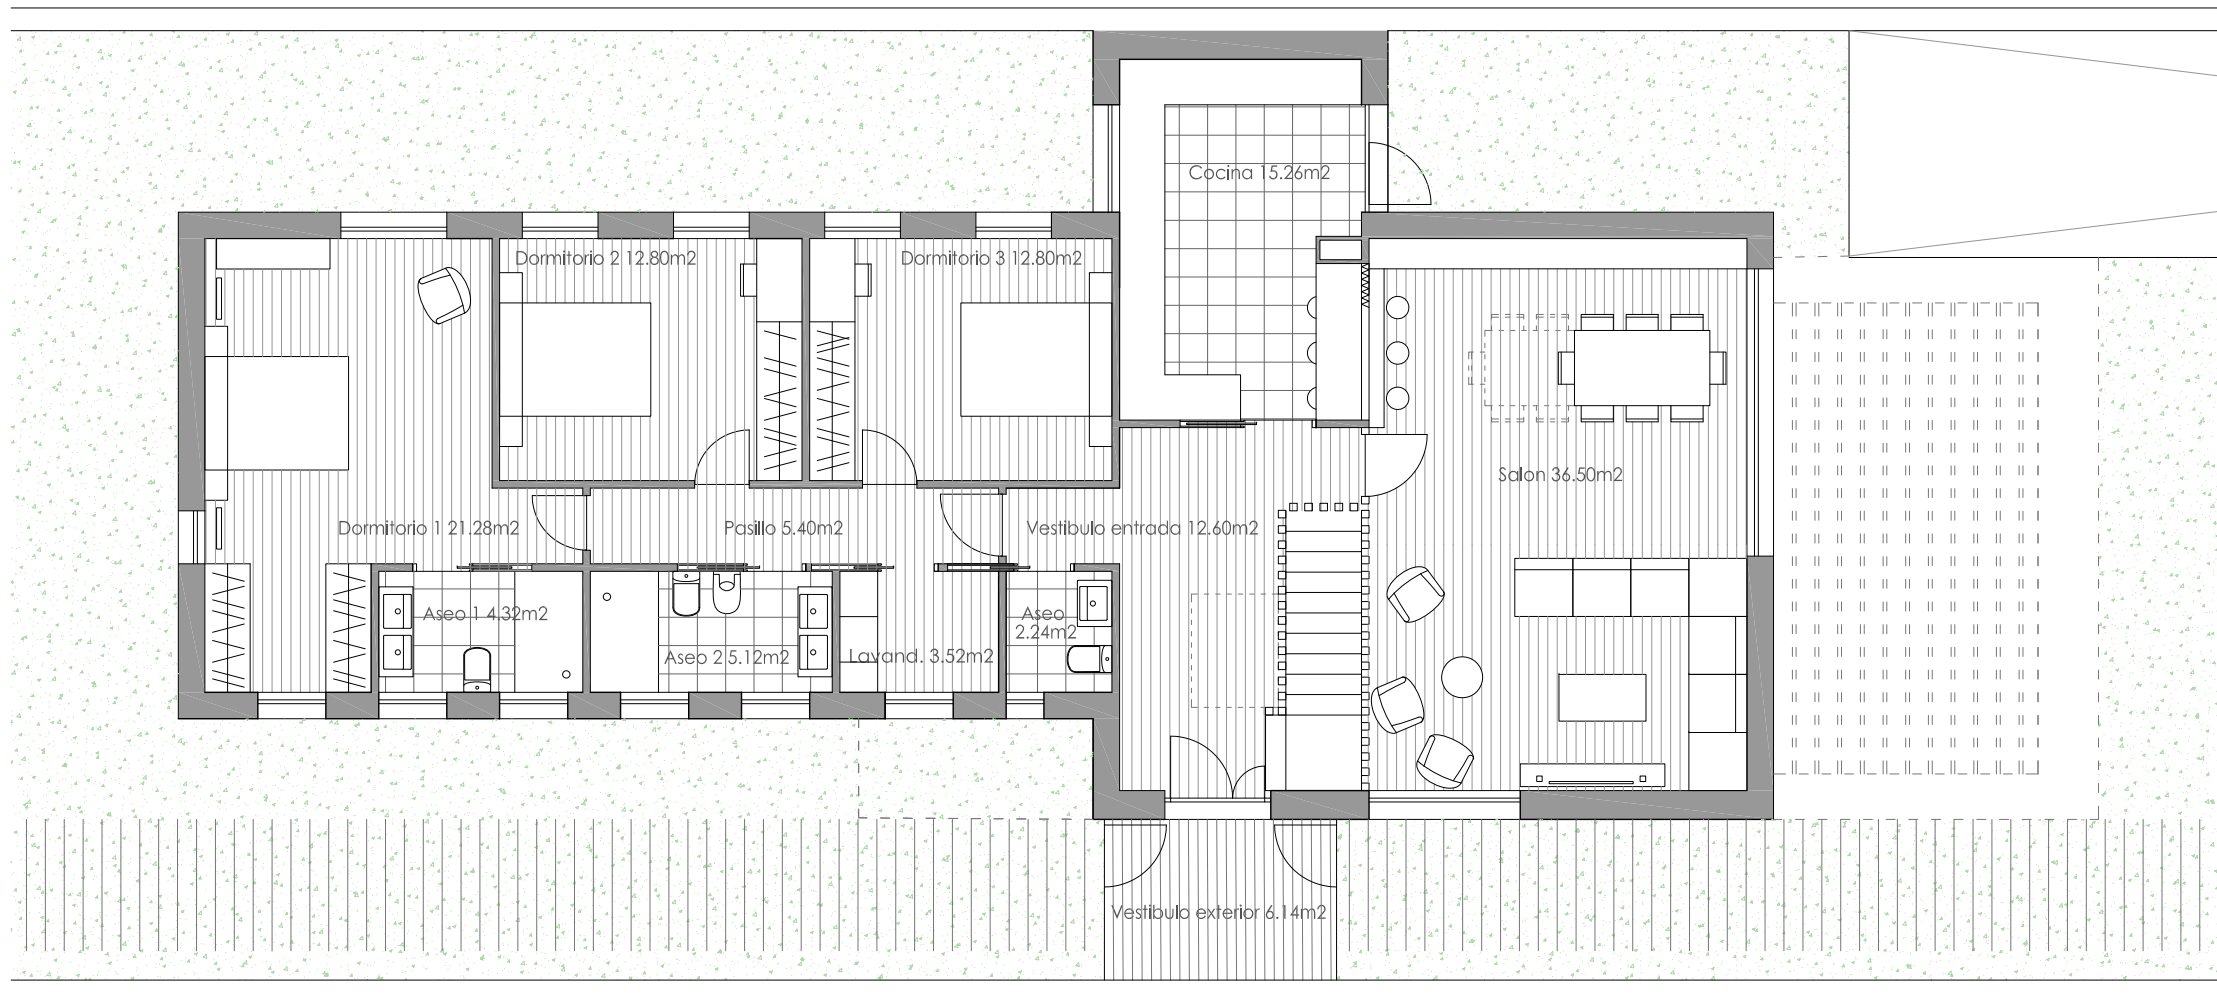 Cocina 15.26m2
Dormitorio 2 12.80m2
Dormitorio 3 12.80m2
Salon 36.50m2
Dormitorio 1 21.28m2
Pasillo 5.40m2
Vestibulo entrada 12.60m2
Aseo 1 4.32m2
Aseo 2 5.12m2
Lavand. 3.52m2
Aseo
2.24m2
Vestibulo exterior 6.14m2